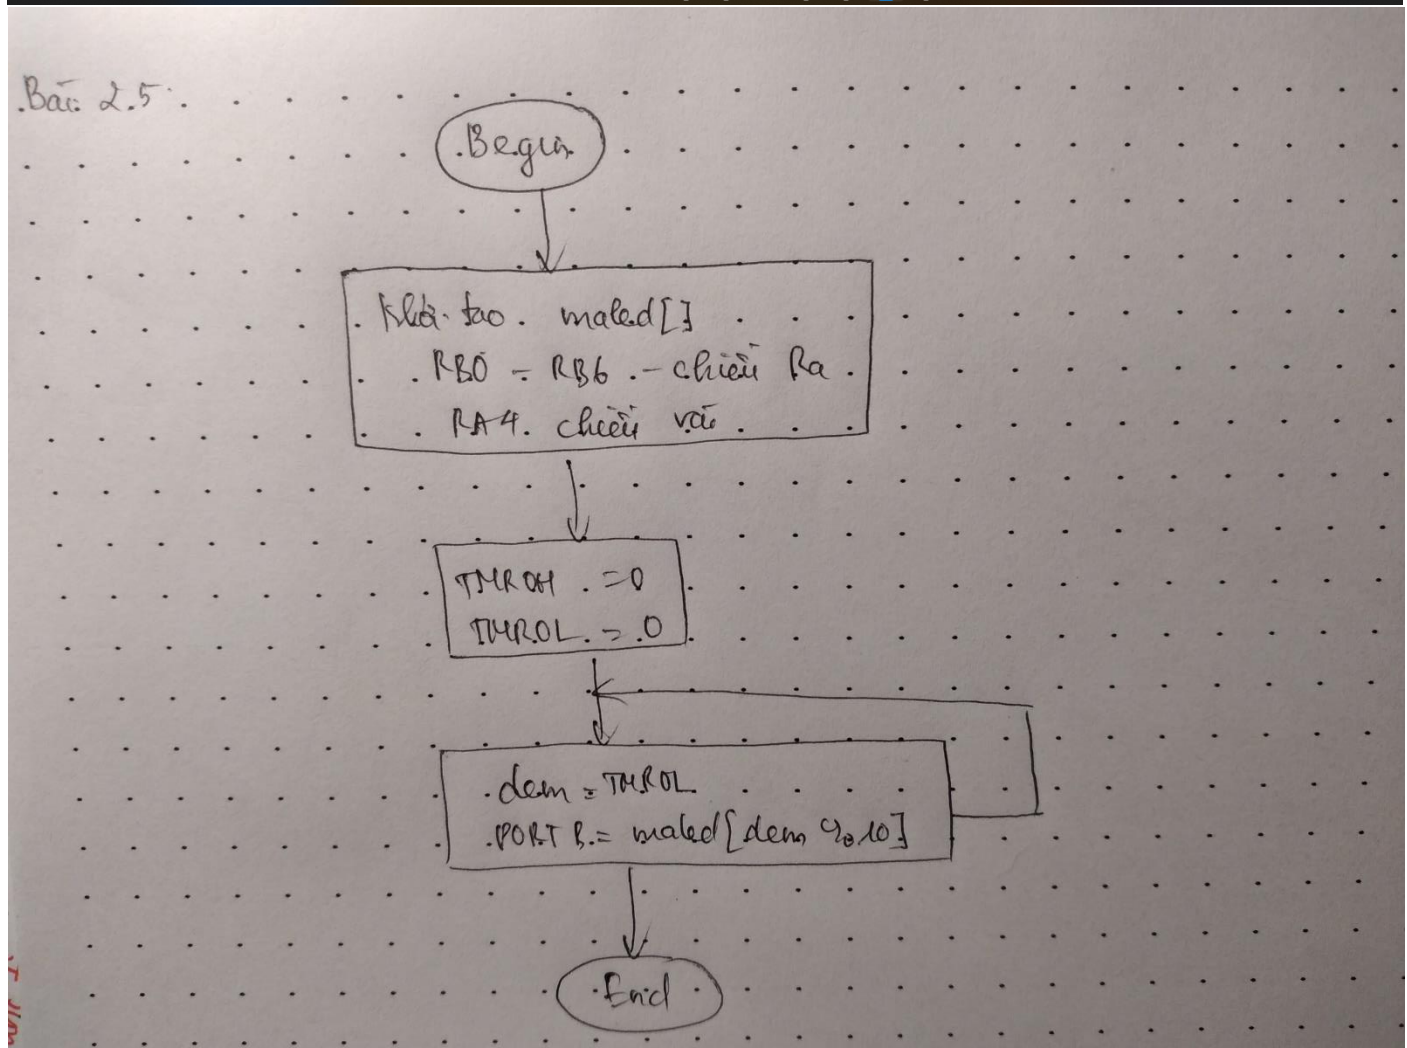 Bài 2.5:
Begin
Khởi tạo maled[]
RB0 - RB6 - chiều Ra
RA4 chiều vào
TMR0H = 0
TMR0L = 0
dem = TMR0L
PORTB = maled[dem % 10]
End